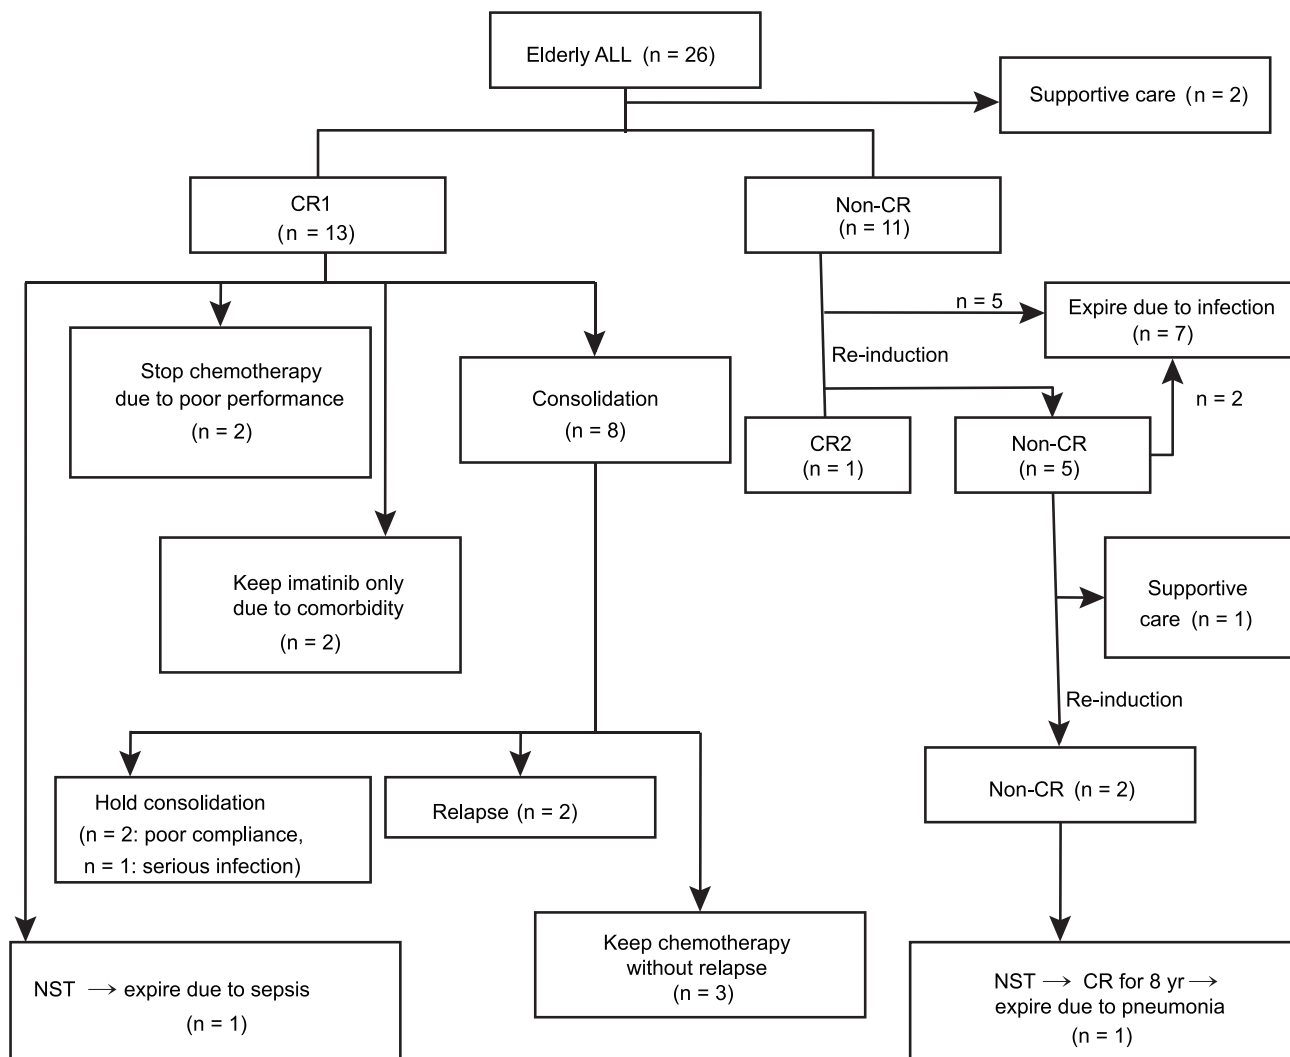 Elderly ALL (n = 26)
Supportive care (n = 2)
CR1
(n = 13)
Non-CR
(n = 11)
n = 5
Expire due to infection
(n = 7)
Re-induction
n = 2
Stop chemotherapy
due to poor performance
(n = 2)
Consolidation
(n = 8)
CR2
(n = 1)
Non-CR
(n = 5)
Keep imatinib only
due to comorbidity
(n = 2)
Supportive
care (n = 1)
Re-induction
Hold consolidation
(n = 2: poor compliance,
n = 1: serious infection)
Relapse (n = 2)
Non-CR (n = 2)
Keep chemotherapy
without relapse
(n = 3)
NST → expire due to sepsis
(n = 1)
NST → CR for 8 yr →
expire due to pneumonia
(n = 1)